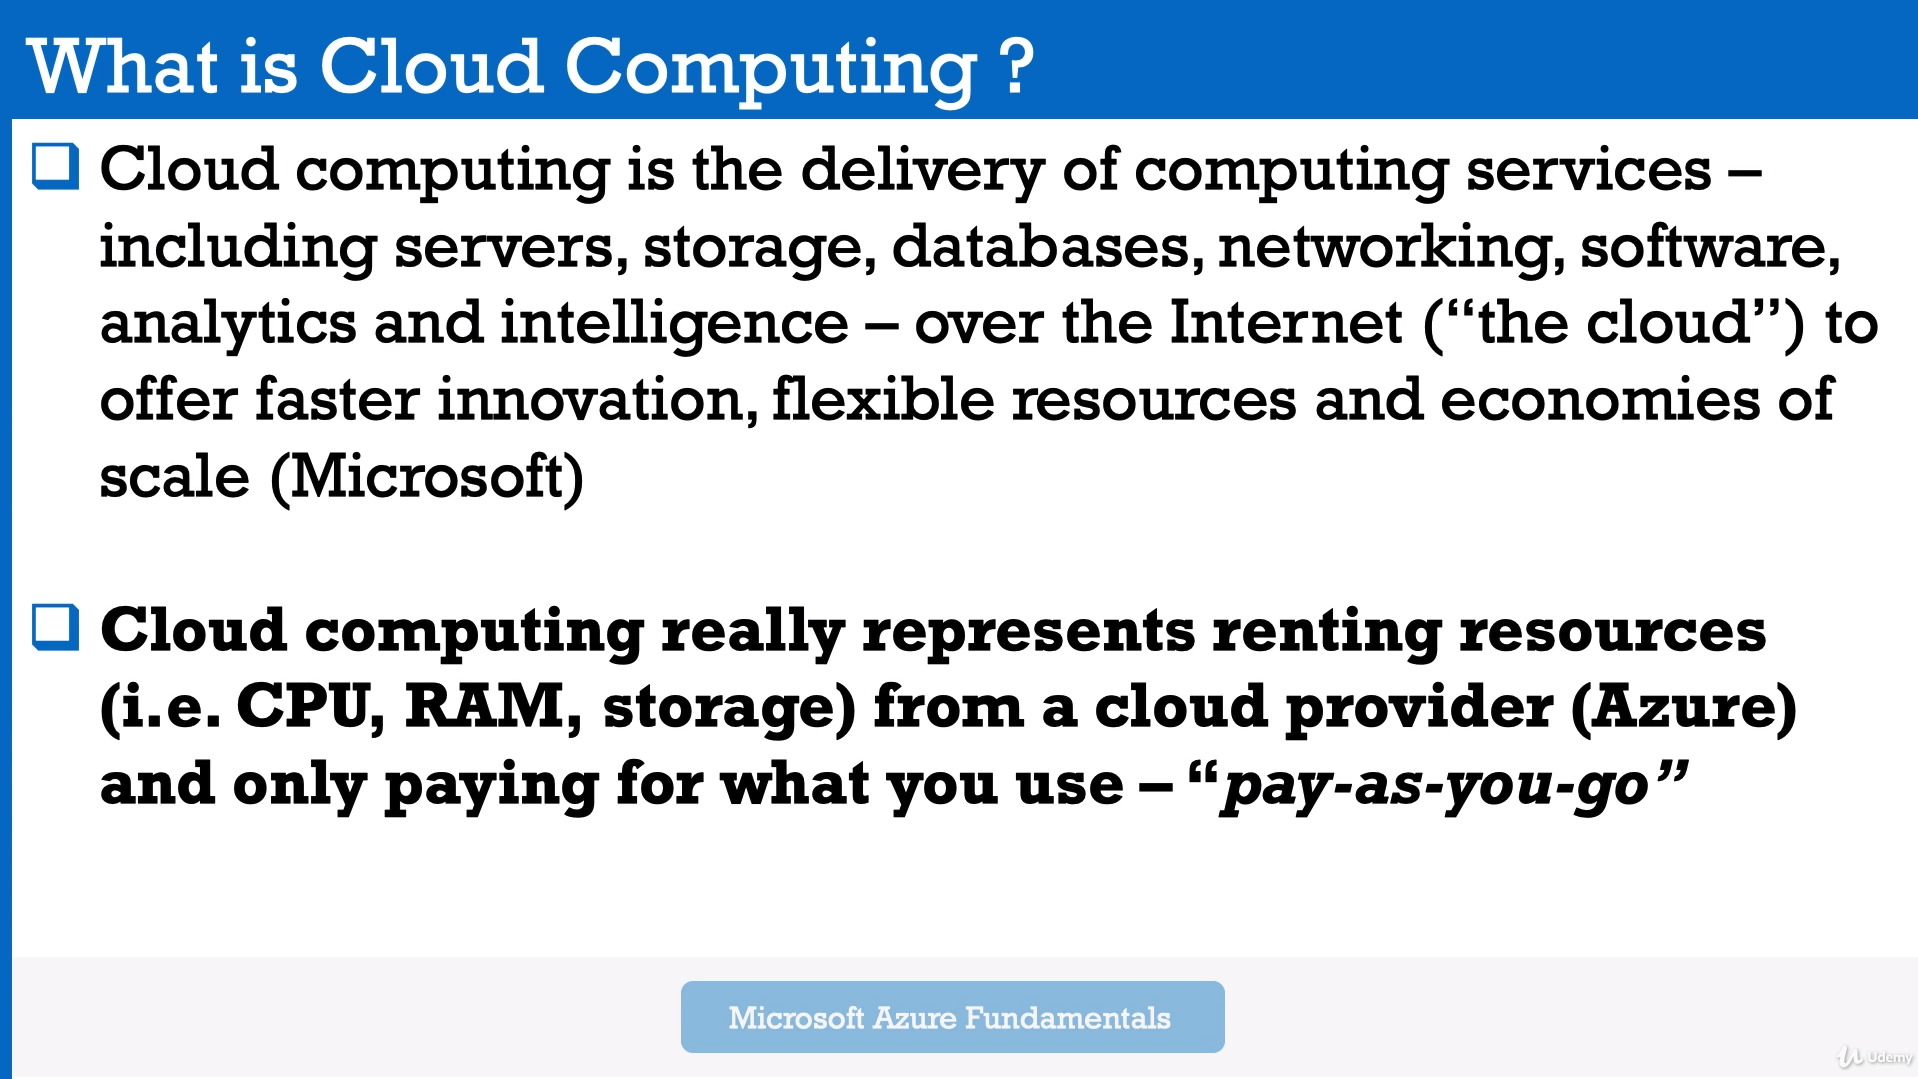 What is Cloud Computing ?
Cloud computing is the delivery of computing services –
including servers, storage, databases, networking, software,
analytics and intelligence – over the Internet (“the cloud”) to
offer faster innovation, flexible resources and economies of
scale (Microsoft)
Cloud computing really represents renting resources
(i.e. CPU, RAM, storage) from a cloud provider (Azure)
and only paying for what you use – “pay-as-you-go”
Microsoft Azure Fundamentals
Udemy